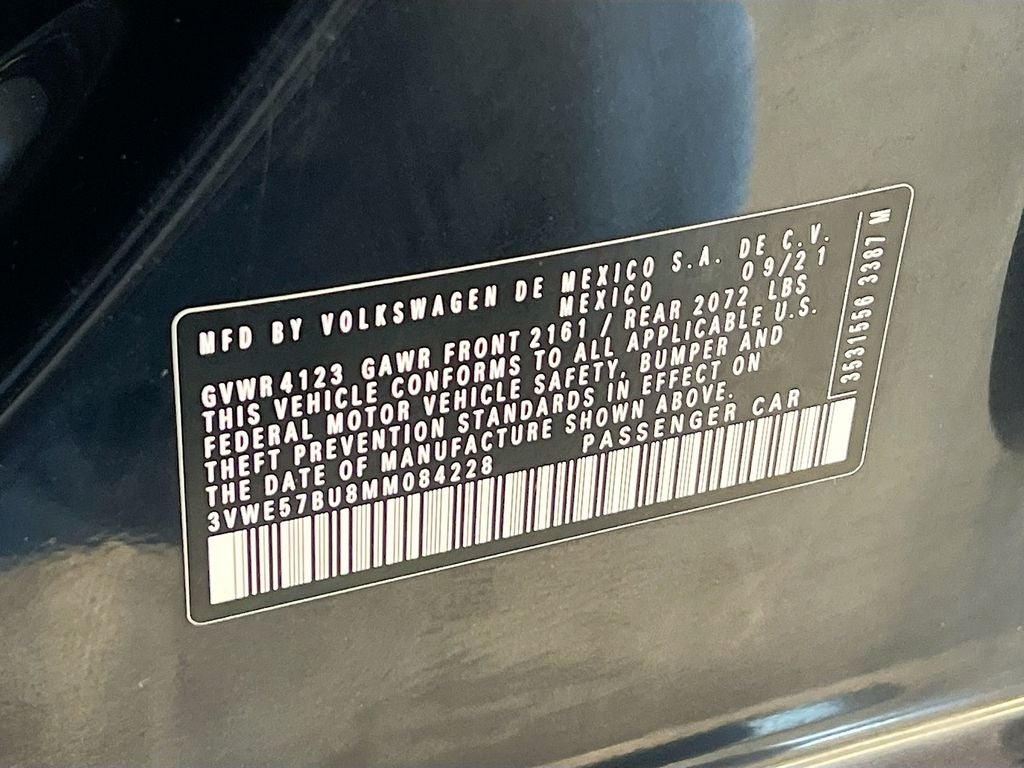 MFD BY VOLKSWAGEN DE MEXICO S.A. DE C.V.
MEXICO 09/21
GVWR 4123 GAWR FRONT 2161 / REAR 2072 LBS
THIS VEHICLE CONFORMS TO ALL APPLICABLE U.S.
FEDERAL MOTOR VEHICLE SAFETY, BUMPER AND
THEFT PREVENTION STANDARDS IN EFFECT ON
THE DATE OF MANUFACTURE SHOWN ABOVE.
3VWE57BU8MM084228 PASSENGER CAR
3531556 3387 M